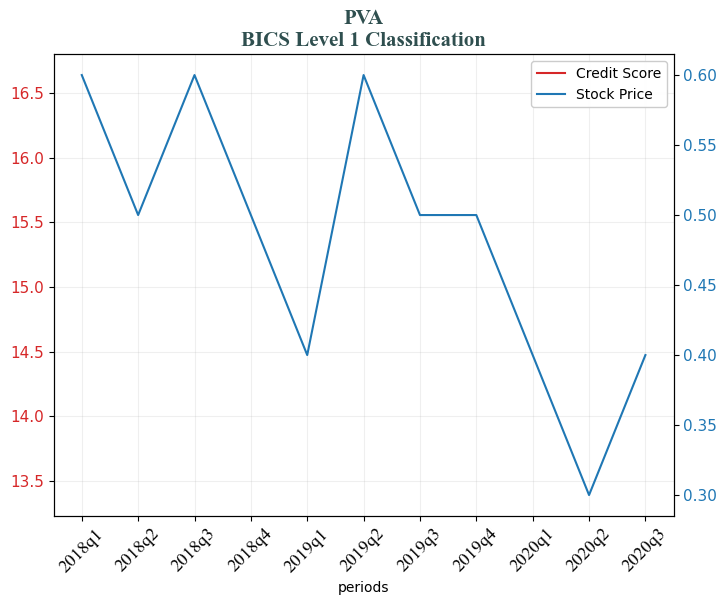 PVA
BICS Level 1 Classification
Credit Score
Stock Price
16.5
16.0
15.5
15.0
14.5
14.0
13.5
0.60
0.55
0.50
0.45
0.40
0.35
0.30
2018q1
2018q2
2018q3
2018q4
2019q1
2019q2
2019q3
2019q4
2020q1
2020q2
2020q3
periods